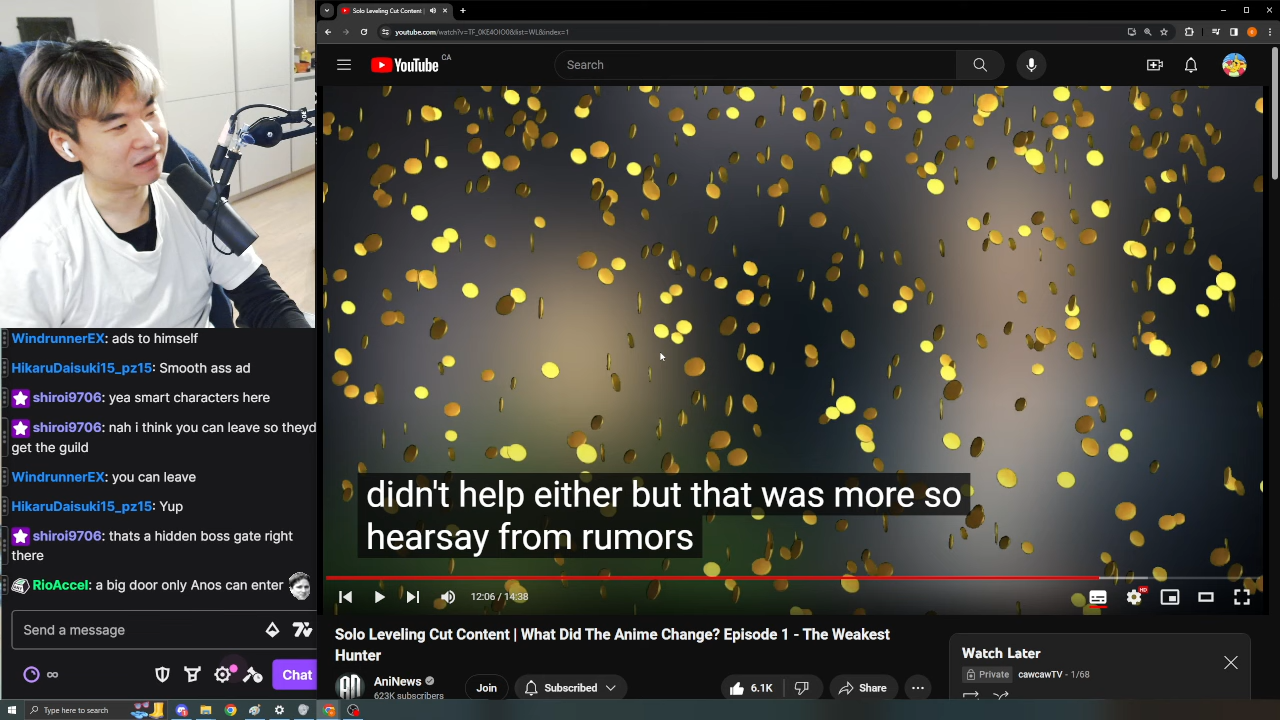 Solo Leveling Cut Content |
youtube.com/watch?v=TF_0KE4OIO0&list=WL&index=1
YouTube CA
Search
WindrunnerEX: ads to himself
HikaruDaisuki15_pz15: Smooth ass ad
shiroi9706: yea smart characters here
shiroi9706: nah i think you can leave so theyd
get the guild
WindrunnerEX: you can leave
HikaruDaisuki15_pz15: Yup
shiroi9706: thats a hidden boss gate right
there
RioAccel: a big door only Anos can enter
Send a message
Chat
didn't help either but that was more so
hearsay from rumors
12:06 / 14:38
HD
Solo Leveling Cut Content | What Did The Anime Change? Episode 1 - The Weakest
Hunter
AniNews
623K subscribers
Join
Subscribed
6.1K
Share
Watch Later
Private cawcawTV - 1/68
Type here to search